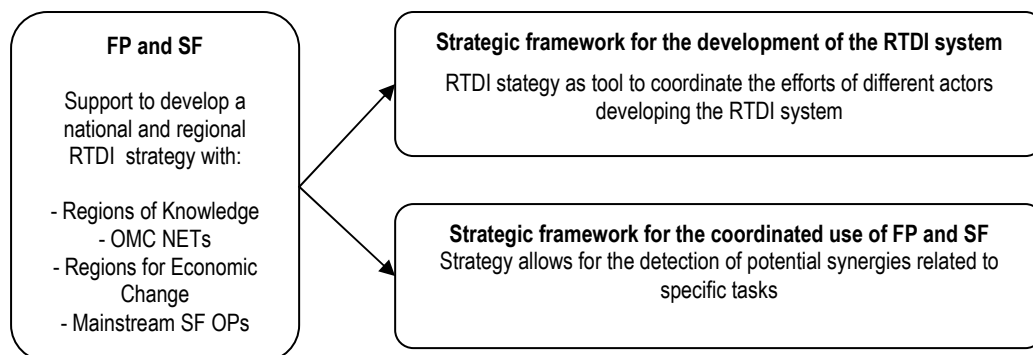 FP and SF
Support to develop a
national and regional
RTDI strategy with:
- Regions of Knowledge
- OMC NETs
- Regions for Economic
Change
- Mainstream SF OPs
Strategic framework for the development of the RTDI system
RTDI stategy as tool to coordinate the efforts of different actors
developing the RTDI system
Strategic framework for the coordinated use of FP and SF
Strategy allows for the detection of potential synergies related to
specific tasks